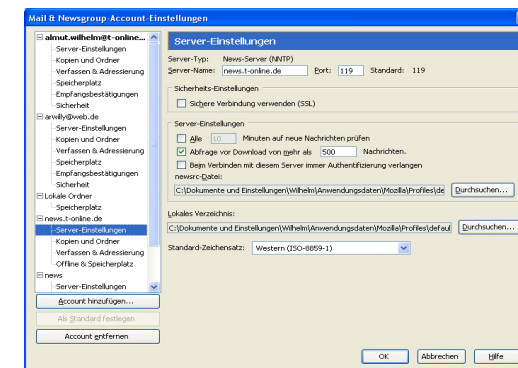 Mail & Newsgroup-Account-Einstellungen
almut.wilhelm@t-online...
Server-Einstellungen
Kopien und Ordner
Verfassen & Adressierung
Speicherplatz
Empfangsbestätigungen
Sicherheit
arwilly@web.de
Server-Einstellungen
Kopien und Ordner
Verfassen & Adressierung
Speicherplatz
Empfangsbestätigungen
Sicherheit
Lokale Ordner
Speicherplatz
news.t-online.de
Server-Einstellungen
Kopien und Ordner
Verfassen & Adressierung
Offline & Speicherplatz
news
Server-Einstellungen
Account hinzufügen...
Als Standard festlegen
Account entfernen
Server-Einstellungen
Server-Typ: News-Server (NNTP)
Server-Name: news.t-online.de Port: 119 Standard: 119
Sicherheits-Einstellungen
Sichere Verbindung verwenden (SSL)
Server-Einstellungen
Alle 10 Minuten auf neue Nachrichten prüfen
Abfrage vor Download von mehr als 500 Nachrichten.
Beim Verbinden mit diesem Server immer Authentifizierung verlangen
newsrc-Datei:
C:\Dokumente und Einstellungen\Wilhelm\Anwendungsdaten\Mozilla\Profiles\de Durchsuchen...
Lokales Verzeichnis:
C:\Dokumente und Einstellungen\Wilhelm\Anwendungsdaten\Mozilla\Profiles\defaul Durchsuchen...
Standard-Zeichensatz: Western (ISO-8859-1)
OK Abbrechen Hilfe